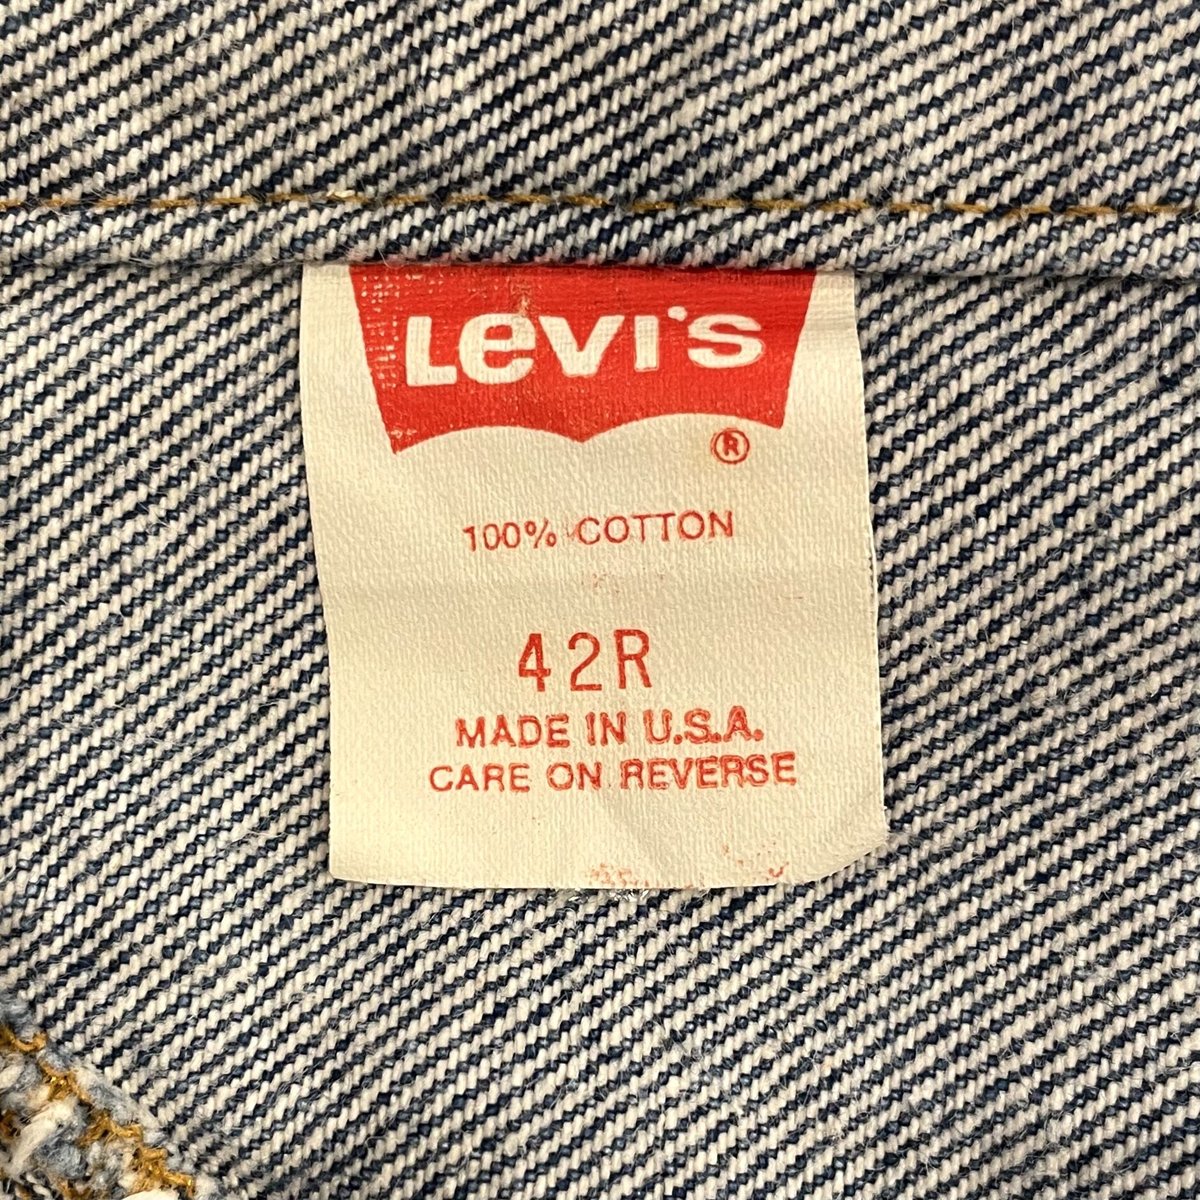 Levi's
®
100% COTTON
42R
MADE IN U.S.A.
CARE ON REVERSE